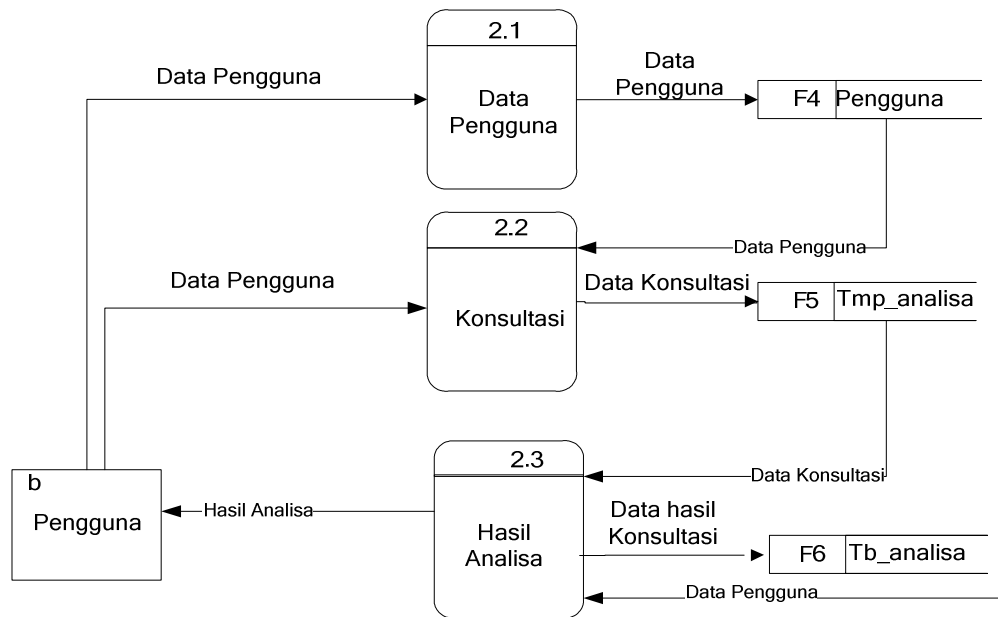 2.1
Data Pengguna
Data
Pengguna
Data
Pengguna
F4 Pengguna
2.2
Data Pengguna
Data Pengguna
Data Konsultasi
Konsultasi
F5 Tmp_analisa
2.3
Data Konsultasi
b
Pengguna
Hasil Analisa
Hasil
Analisa
Data hasil
Konsultasi
F6 Tb_analisa
Data Pengguna